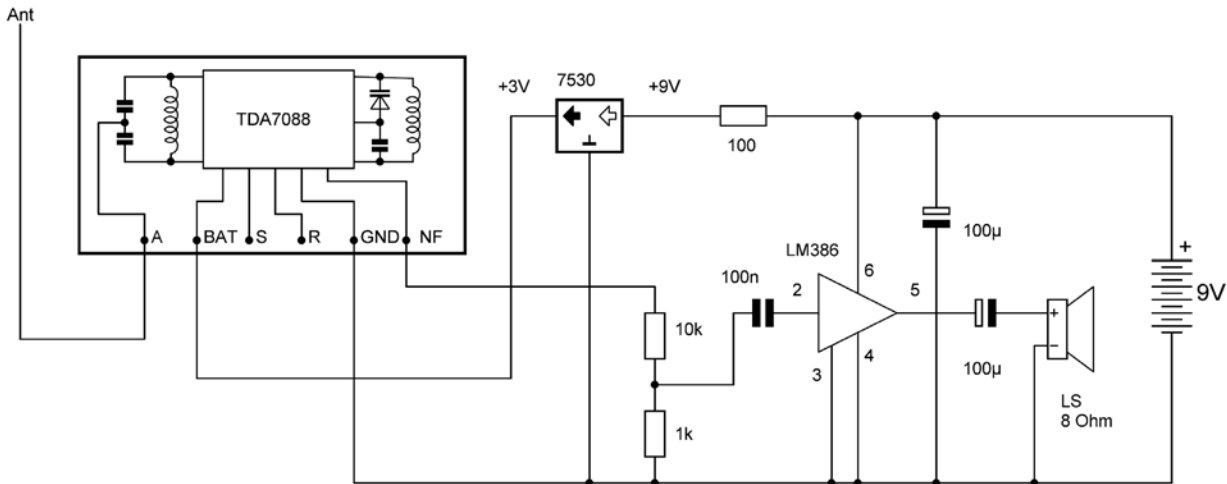 Ant
+3V
7530
+9V
TDA7088
100
A
BAT
S
R
GND
NF
100µ
LM386
6
100n
2
5
+
9V
10k
+
4
3
−
100µ
LS
8 Ohm
1k